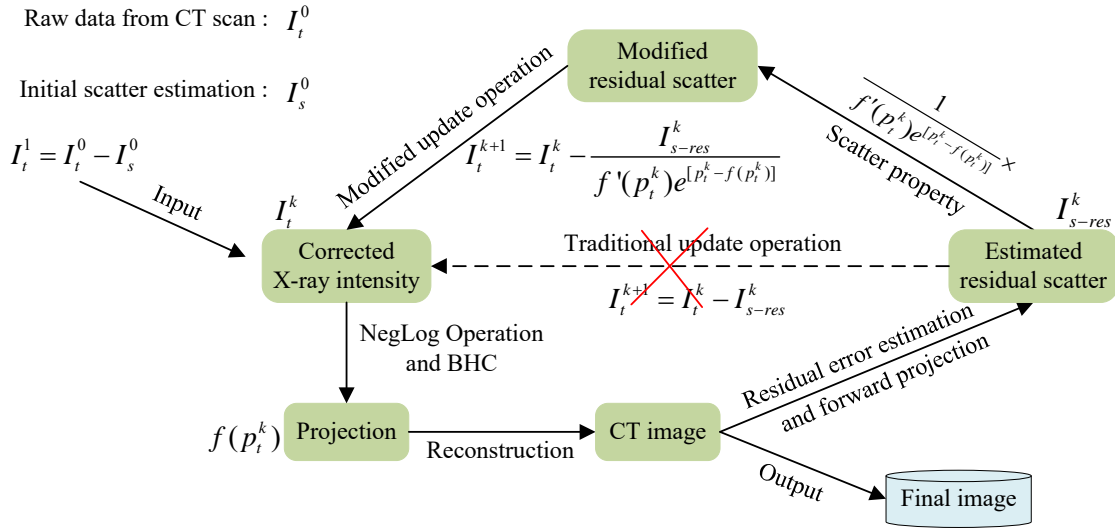 Raw data from CT scan : I_t^0
Initial scatter estimation : I_s^0
I_t^1 = I_t^0 - I_s^0
Input
Modified
residual scatter
Modified update operation
I_t^{k+1} = I_t^k - \frac{I_{s-res}^k}{f'(p_t^k)e^{[p_t^k-f(p_t^k)]}}
\frac{1}{f'(p_t^k)e^{[p_t^k-f(p_t^k)]}} ×
Scatter property
I_t^k
Corrected
X-ray intensity
Traditional update operation
I_t^{k+1} = I_t^k - I_{s-res}^k
I_{s-res}^k
Estimated
residual scatter
NegLog Operation
and BHC
Residual error estimation
and forward projection
f(p_t^k)
Projection
Reconstruction
CT image
Output
Final image